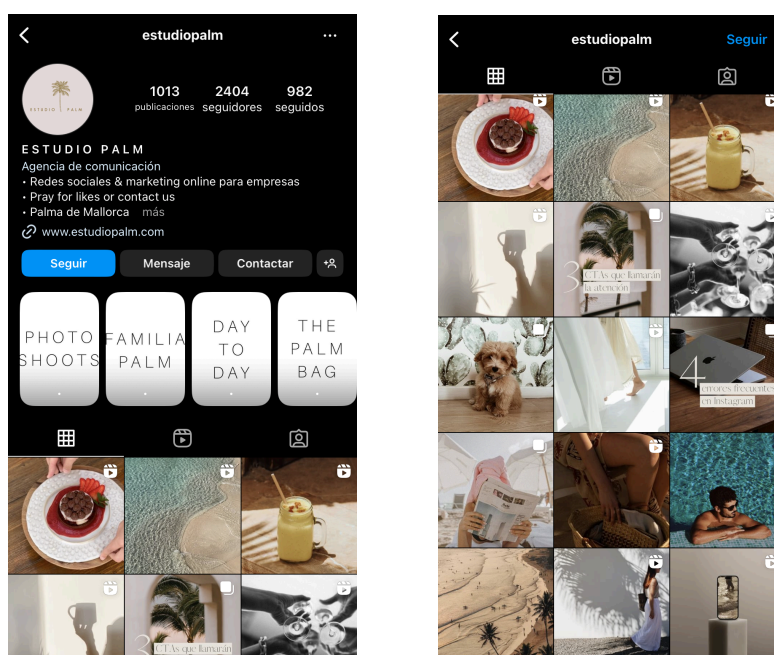 estudiopalm
ESTUDIO PALM
1013 2404 982
publicaciones seguidores seguidos
ESTUDIO PALM
Agencia de comunicación
• Redes sociales & marketing online para empresas
• Pray for likes or contact us
• Palma de Mallorca más
www.estudiopalm.com
Seguir Mensaje Contactar
PHOTO
SHOOTS
FAMILIA
PALM
DAY
TO
DAY
THE
PALM
BAG
3 CTAs que llamarán
estudiopalm Seguir
3 CTAs que llamarán
la atención
4 errores frecuentes
en Instagram